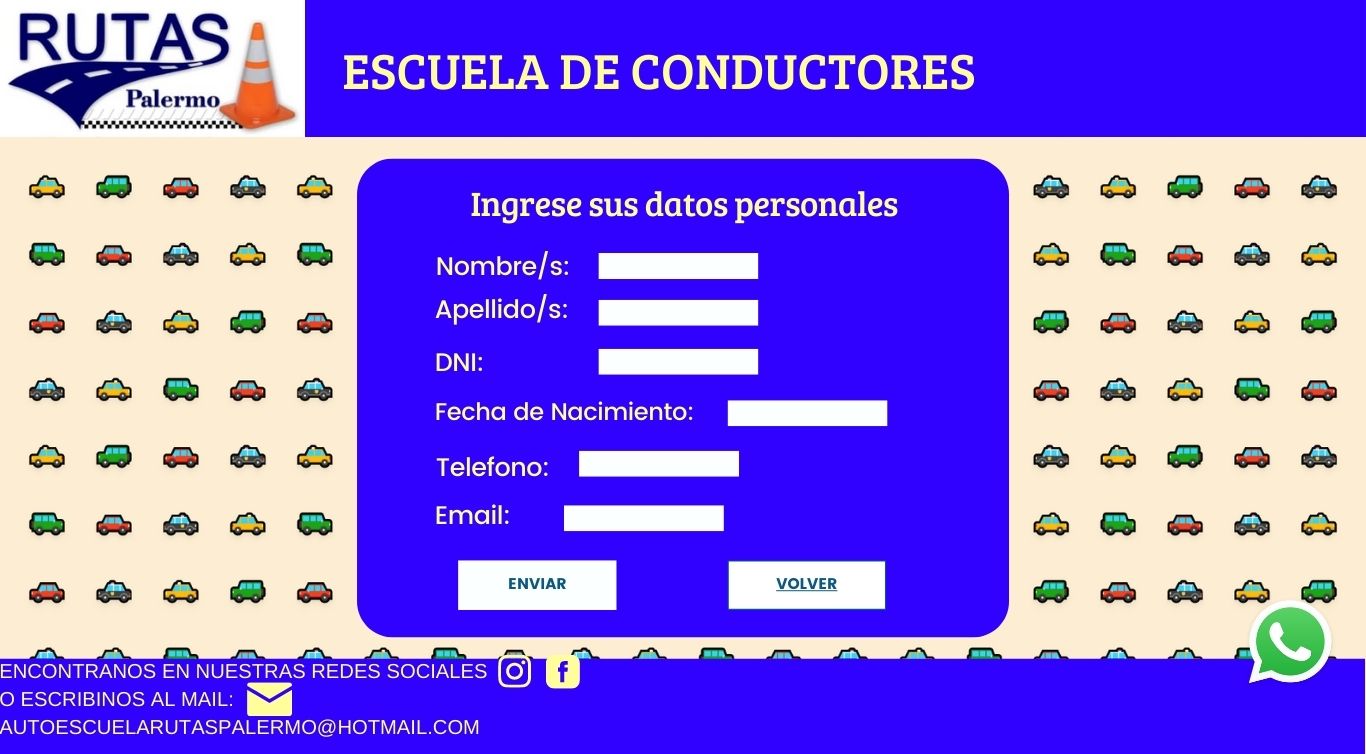 RUTAS
Palermo
ESCUELA DE CONDUCTORES
Ingrese sus datos personales
Nombre/s:
Apellido/s:
DNI:
Fecha de Nacimiento:
Telefono:
Email:
ENVIAR
VOLVER
ENCONTRANOS EN NUESTRAS REDES SOCIALES
O ESCRIBINOS AL MAIL:
AUTOESCUELARUTASPALERMO@HOTMAIL.COM